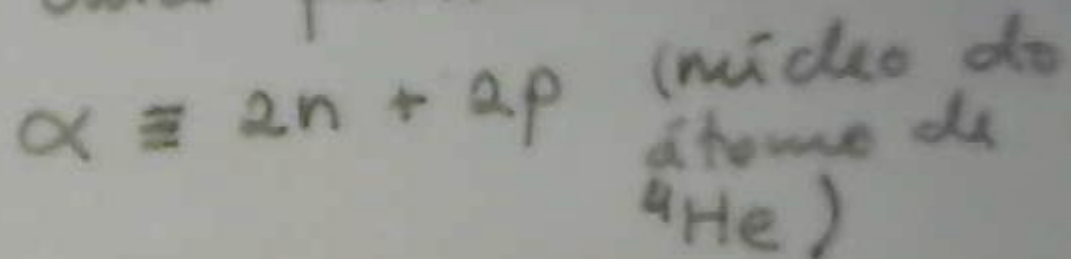 α ≡ 2n + 2p (núcleo do
átomo de
⁴He)